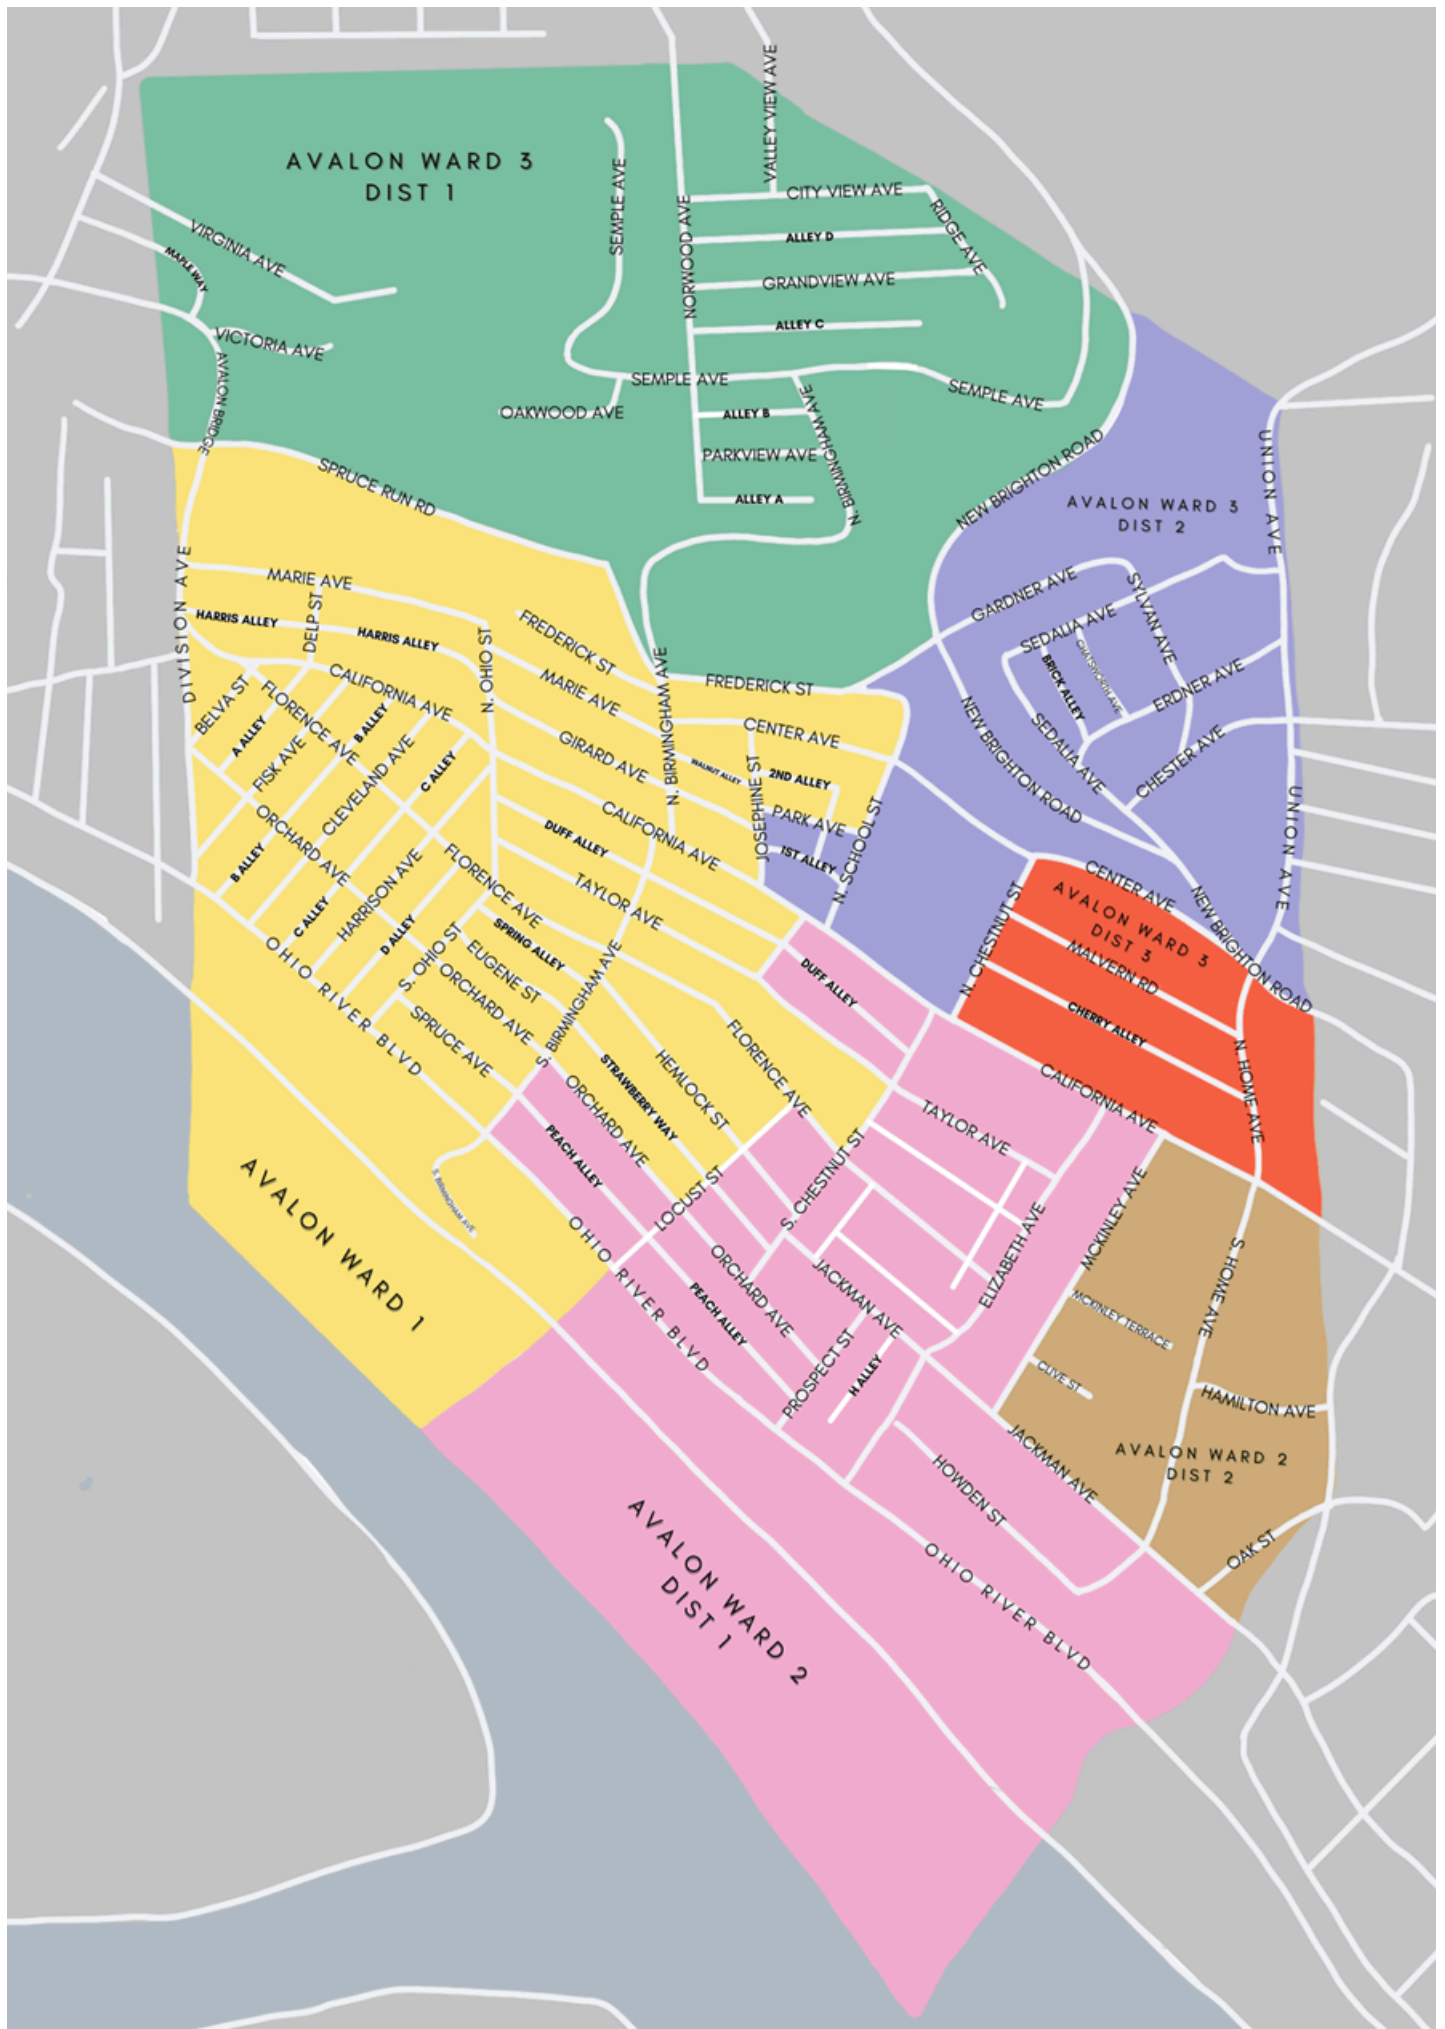 VALLEY VIEW AVE
AVALON WARD 3
DIST 1
SEMPLE AVE
NORWOOD AVE
CITY VIEW AVE
RIDGE AVE
ALLEY D
VIRGINIA AVE
MAPLE WAY
GRANDVIEW AVE
ALLEY C
VICTORIA AVE
AVALON BRIDGE
SEMPLE AVE
SEMPLE AVE
OAKWOOD AVE
ALLEY B
N. BIRMINGHAM AVE
PARKVIEW AVE
ALLEY A
SPRUCE RUN RD
NEW BRIGHTON ROAD
UNION AVE
AVALON WARD 3
DIST 2
DIVISION AVE
MARIE AVE
DELP ST
HARRIS ALLEY
HARRIS ALLEY
N. OHIO ST
FREDERICK ST
GARDNER AVE
SYLVAN AVE
SEDALIA AVE
CHATSWORTH AVE
BRICK ALLEY
ERDNER AVE
CALIFORNIA AVE
BELVA ST
FLORENCE AVE
MARIE AVE
N. BIRMINGHAM AVE
FREDERICK ST
CENTER AVE
NEW BRIGHTON ROAD
SEDALIA AVE
CHESTER AVE
A ALLEY
B ALLEY
FISK AVE
CLEVELAND AVE
C ALLEY
GIRARD AVE
WALNUT ALLEY
2ND ALLEY
JOSEPHINE ST
PARK AVE
1ST ALLEY
N. SCHOOL ST
UNION AVE
ORCHARD AVE
B ALLEY
CALIFORNIA AVE
DUFF ALLEY
TAYLOR AVE
FLORENCE AVE
HARRISON AVE
C ALLEY
D ALLEY
S. OHIO ST
SPRING ALLEY
EUGENE ST
ORCHARD AVE
S. BIRMINGHAM AVE
OHIO RIVER BLVD
SPRUCE AVE
CENTER AVE
AVALON WARD 3
DIST 3
NEW BRIGHTON ROAD
N. CHESTNUT ST
MALVERN RD
CHERRY ALLEY
N. HOME AVE
DUFF ALLEY
CALIFORNIA AVE
FLORENCE AVE
HEMLOCK ST
STRAWBERRY WAY
ORCHARD AVE
PEACH ALLEY
TAYLOR AVE
S. CHESTNUT ST
LOCUST ST
S. BIRMINGHAM AVE
AVALON WARD 1
OHIO RIVER BLVD
ORCHARD AVE
PEACH ALLEY
JACKMAN AVE
ELIZABETH AVE
MCKINLEY AVE
S. HOME AVE
MCKINLEY TERRACE
CLIVE ST
HAMILTON AVE
PROSPECT ST
H ALLEY
AVALON WARD 2
DIST 2
JACKMAN AVE
HOWDEN ST
OAK ST
OHIO RIVER BLVD
AVALON WARD 2
DIST 1